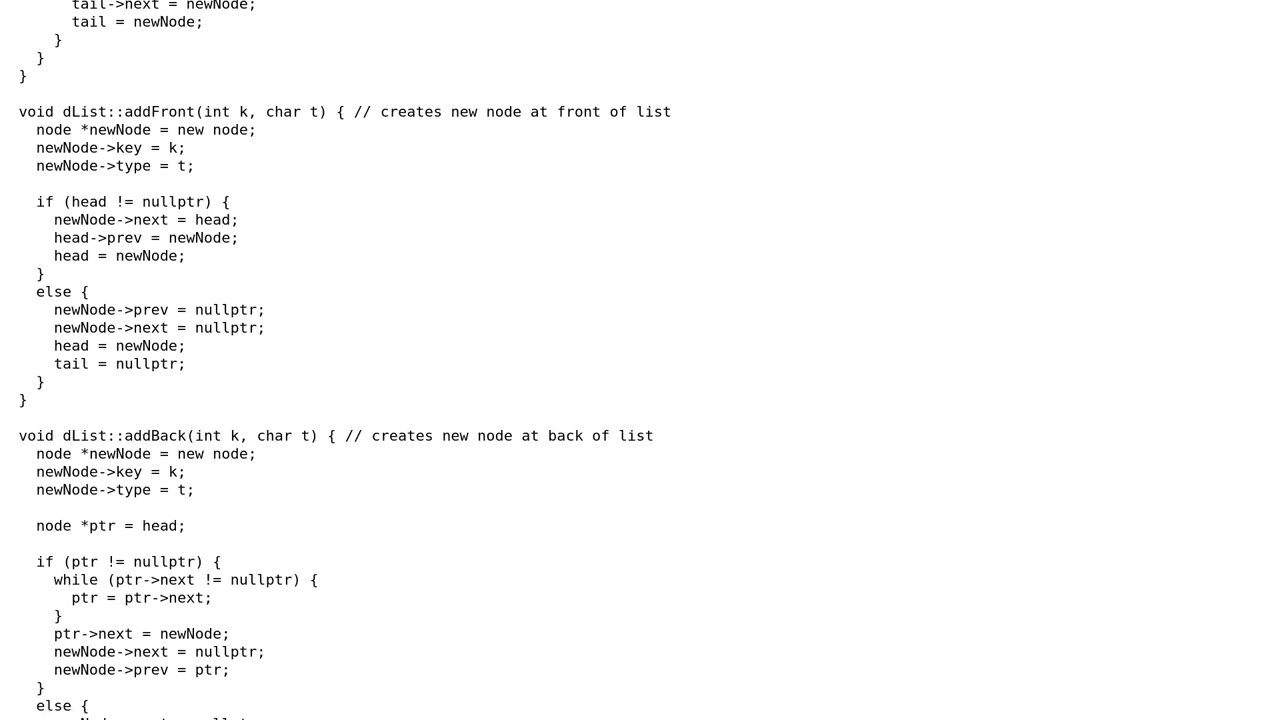 tail->next = newNode;
tail = newNode;
}
}
}
void dList::addFront(int k, char t) { // creates new node at front of list
node *newNode = new node;
newNode->key = k;
newNode->type = t;
if (head != nullptr) {
newNode->next = head;
head->prev = newNode;
head = newNode;
}
else {
newNode->prev = nullptr;
newNode->next = nullptr;
head = newNode;
tail = nullptr;
}
}
void dList::addBack(int k, char t) { // creates new node at back of list
node *newNode = new node;
newNode->key = k;
newNode->type = t;
node *ptr = head;
if (ptr != nullptr) {
while (ptr->next != nullptr) {
ptr = ptr->next;
}
ptr->next = newNode;
newNode->next = nullptr;
newNode->prev = ptr;
}
else {